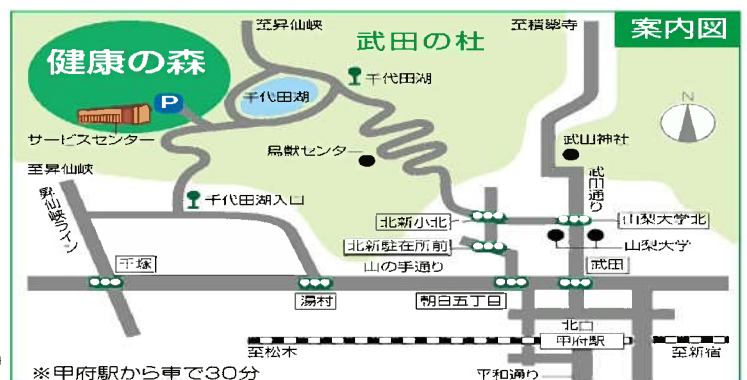 至昇仙峡
至積翠寺
案内図
武田の杜
健康の森
千代田湖
P
千代田湖
N
サービスセンター
鳥獣センター
武田神社
至昇仙峡
武田通り
昇仙峡ライン
千代田湖入口
北新小北
山梨大学北
北新駐在所前
山梨大学
山の手通り
平塚
武田
湯村
朝日五丁目
北口
甲府駅
至松本
至新宿
※甲府駅から車で30分
平和通り